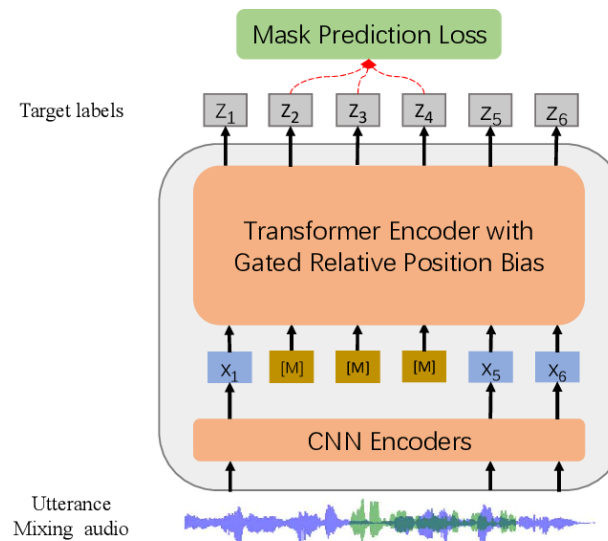 Mask Prediction Loss
Target labels
Z1 Z2 Z3 Z4 Z5 Z6
Transformer Encoder with
Gated Relative Position Bias
X1 [M] [M] [M] X5 X6
CNN Encoders
Utterance
Mixing audio